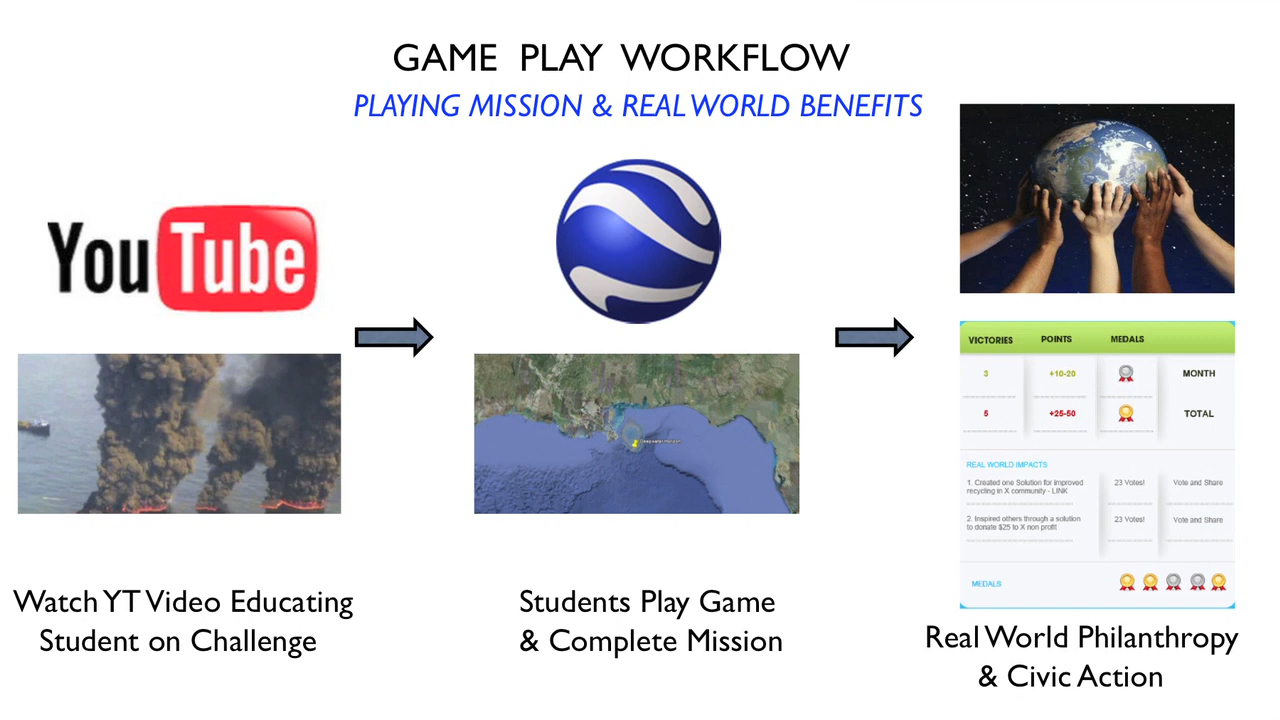 GAME PLAY WORKFLOW
PLAYING MISSION & REAL WORLD BENEFITS
YouTube
Deepwater Horizon
VICTORIES POINTS MEDALS
3 +10-20 MONTH
5 +25-50 TOTAL
REAL WORLD IMPACTS
1. Created one Solution for improved
recycling in X community - LINK
23 Votes! Vote and Share
2. Inspired others through a solution
to donate $25 to X non profit
23 Votes! Vote and Share
MEDALS
Watch YT Video Educating
Student on Challenge
Students Play Game
& Complete Mission
Real World Philanthropy
& Civic Action